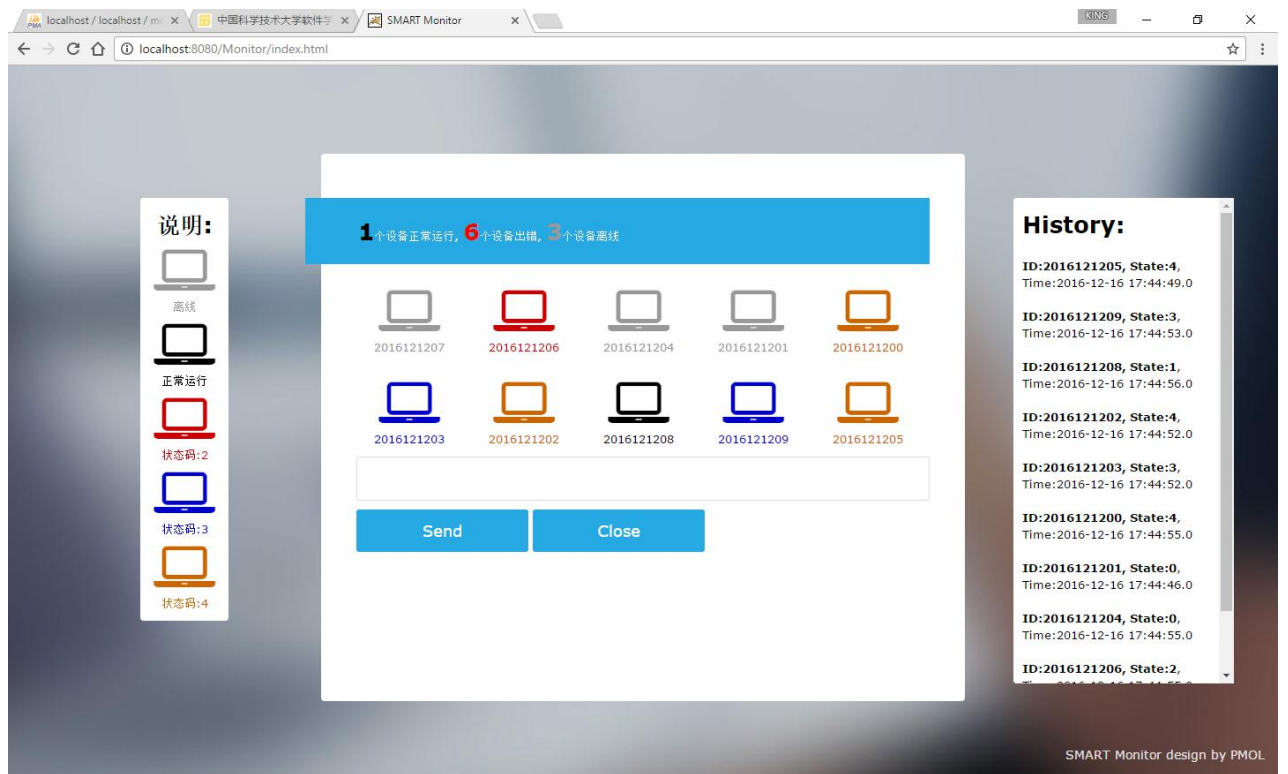 localhost / localhost / m
中国科学技术大学软件学
SMART Monitor
KING
localhost:8080/Monitor/index.html
说明:
离线
正常运行
状态码:2
状态码:3
状态码:4
1个设备正常运行, 6个设备出错, 3个设备离线
2016121207 2016121206 2016121204 2016121201 2016121200
2016121203 2016121202 2016121208 2016121209 2016121205
Send Close
History:
ID:2016121205, State:4,
Time:2016-12-16 17:44:49.0
ID:2016121209, State:3,
Time:2016-12-16 17:44:53.0
ID:2016121208, State:1,
Time:2016-12-16 17:44:56.0
ID:2016121202, State:4,
Time:2016-12-16 17:44:52.0
ID:2016121203, State:3,
Time:2016-12-16 17:44:52.0
ID:2016121200, State:4,
Time:2016-12-16 17:44:55.0
ID:2016121201, State:0,
Time:2016-12-16 17:44:46.0
ID:2016121204, State:0,
Time:2016-12-16 17:44:55.0
ID:2016121206, State:2,
SMART Monitor design by PMOL